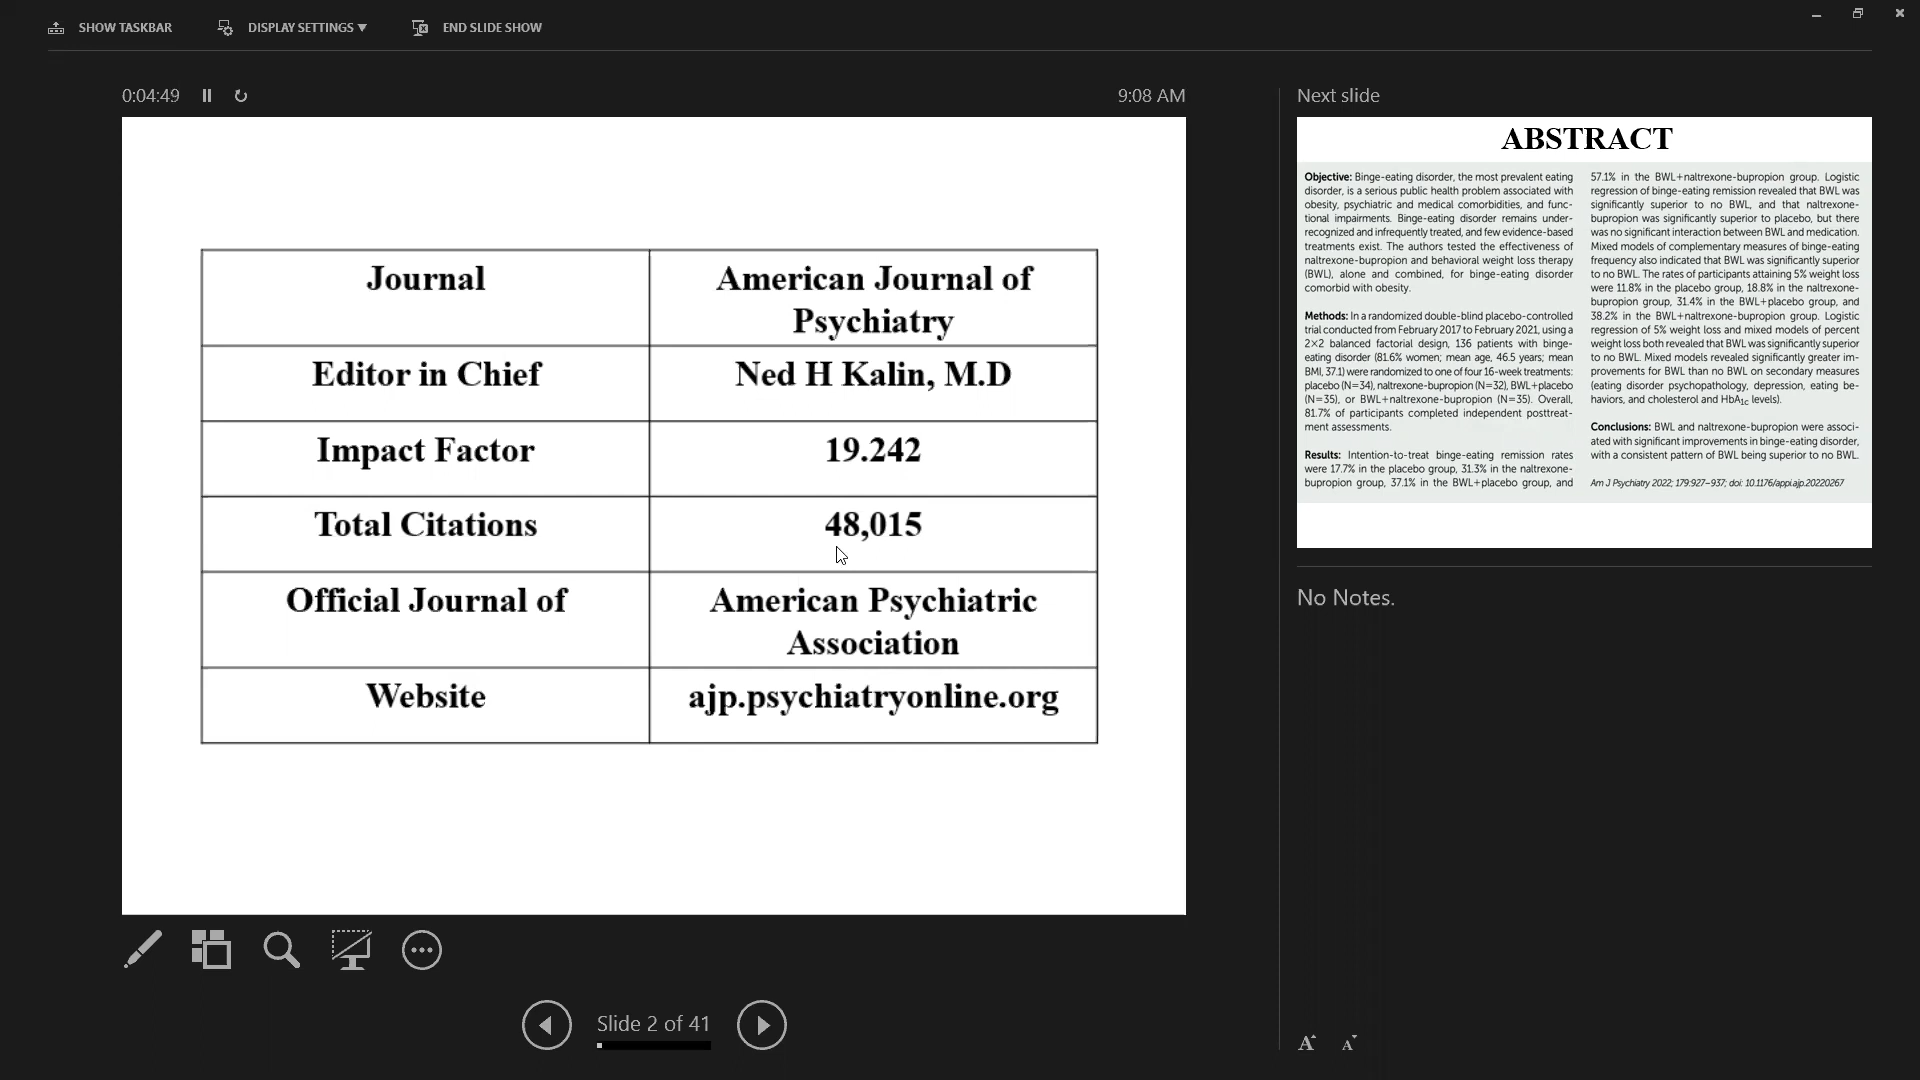 SHOW TASKBAR
DISPLAY SETTINGS ▼
END SLIDE SHOW
0:04:49
9:08 AM
Journal
American Journal of
Psychiatry
Editor in Chief
Ned H Kalin, M.D
Impact Factor
19.242
Total Citations
48,015
Official Journal of
American Psychiatric
Association
Website
ajp.psychiatryonline.org
Slide 2 of 41
Next slide
ABSTRACT
Objective: Binge-eating disorder, the most prevalent eating
disorder, is a serious public health problem associated with
obesity, psychiatric and medical comorbidities, and func-
tional impairments. Binge-eating disorder remains under-
recognized and infrequently treated, and few evidence-based
treatments exist. The authors tested the effectiveness of
naltrexone-bupropion and behavioral weight loss therapy
(BWL), alone and combined, for binge-eating disorder
comorbid with obesity.
Methods: In a randomized double-blind placebo-controlled
trial conducted from February 2017 to February 2021, using a
2×2 balanced factorial design, 136 patients with binge-
eating disorder (81.6% women; mean age, 46.5 years; mean
BMI, 37.1) were randomized to one of four 16-week treatments:
placebo (N=34), naltrexone-bupropion (N=32), BWL+placebo
(N=35), or BWL+naltrexone-bupropion (N=35). Overall,
81.7% of participants completed independent posttreat-
ment assessments.
Results: Intention-to-treat binge-eating remission rates
were 17.7% in the placebo group, 31.3% in the naltrexone-
bupropion group, 37.1% in the BWL+placebo group, and
57.1% in the BWL+naltrexone-bupropion group. Logistic
regression of binge-eating remission revealed that BWL was
significantly superior to no BWL, and that naltrexone-
bupropion was significantly superior to placebo, but there
was no significant interaction between BWL and medication.
Mixed models of complementary measures of binge-eating
frequency also indicated that BWL was significantly superior
to no BWL. The rates of participants attaining 5% weight loss
were 11.8% in the placebo group, 18.8% in the naltrexone-
bupropion group, 31.4% in the BWL+placebo group, and
38.2% in the BWL+naltrexone-bupropion group. Logistic
regression of 5% weight loss and mixed models of percent
weight loss both revealed that BWL was significantly superior
to no BWL. Mixed models revealed significantly greater im-
provements for BWL than no BWL on secondary measures
(eating disorder psychopathology, depression, eating be-
haviors, and cholesterol and HbA1c levels).
Conclusions: BWL and naltrexone-bupropion were associ-
ated with significant improvements in binge-eating disorder,
with a consistent pattern of BWL being superior to no BWL.
Am J Psychiatry 2022; 179:927–937; doi: 10.1176/appi.ajp.20220267
No Notes.
A A